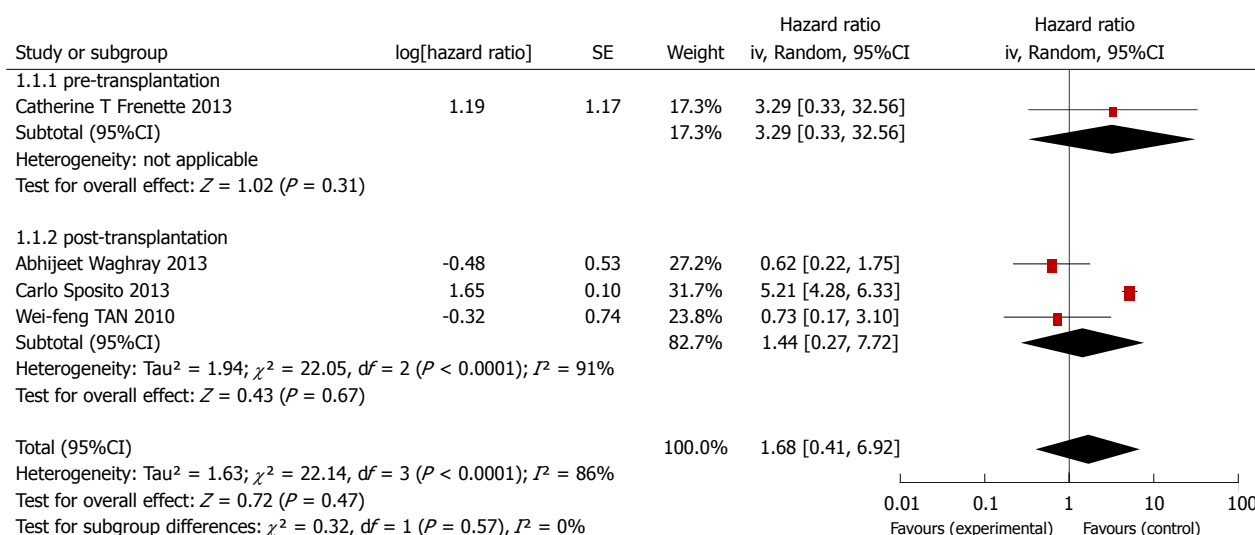 Hazard ratio Hazard ratio
Study or subgroup log[hazard ratio] SE Weight iv, Random, 95%CI iv, Random, 95%CI
1.1.1 pre-transplantation
Catherine T Frenette 2013 1.19 1.17 17.3% 3.29 [0.33, 32.56]
Subtotal (95%CI) 17.3% 3.29 [0.33, 32.56]
Heterogeneity: not applicable
Test for overall effect: Z = 1.02 (P = 0.31)
1.1.2 post-transplantation
Abhijeet Waghray 2013 -0.48 0.53 27.2% 0.62 [0.22, 1.75]
Carlo Sposito 2013 1.65 0.10 31.7% 5.21 [4.28, 6.33]
Wei-feng TAN 2010 -0.32 0.74 23.8% 0.73 [0.17, 3.10]
Subtotal (95%CI) 82.7% 1.44 [0.27, 7.72]
Heterogeneity: Tau² = 1.94; χ² = 22.05, df = 2 (P < 0.0001); I² = 91%
Test for overall effect: Z = 0.43 (P = 0.67)
Total (95%CI) 100.0% 1.68 [0.41, 6.92]
Heterogeneity: Tau² = 1.63; χ² = 22.14, df = 3 (P < 0.0001); I² = 86%
Test for overall effect: Z = 0.72 (P = 0.47)
Test for subgroup differences: χ² = 0.32, df = 1 (P = 0.57), I² = 0%
0.01 0.1 1 10 100
Favours (experimental) Favours (control)